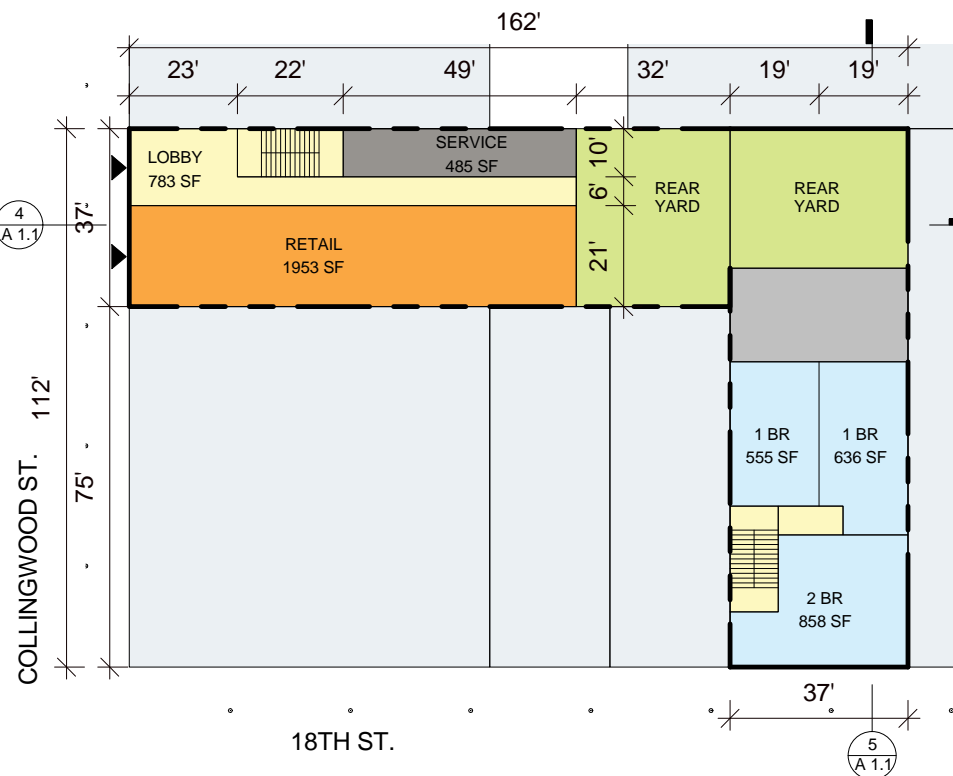 162'
23' 22' 49' 32' 19' 19'
LOBBY
783 SF
SERVICE
485 SF
10'
6'
21'
REAR
YARD
REAR
YARD
4
A 1.1
37'
RETAIL
1953 SF
112'
75'
COLLINGWOOD ST.
1 BR
555 SF
1 BR
636 SF
2 BR
858 SF
37'
18TH ST.
5
A 1.1